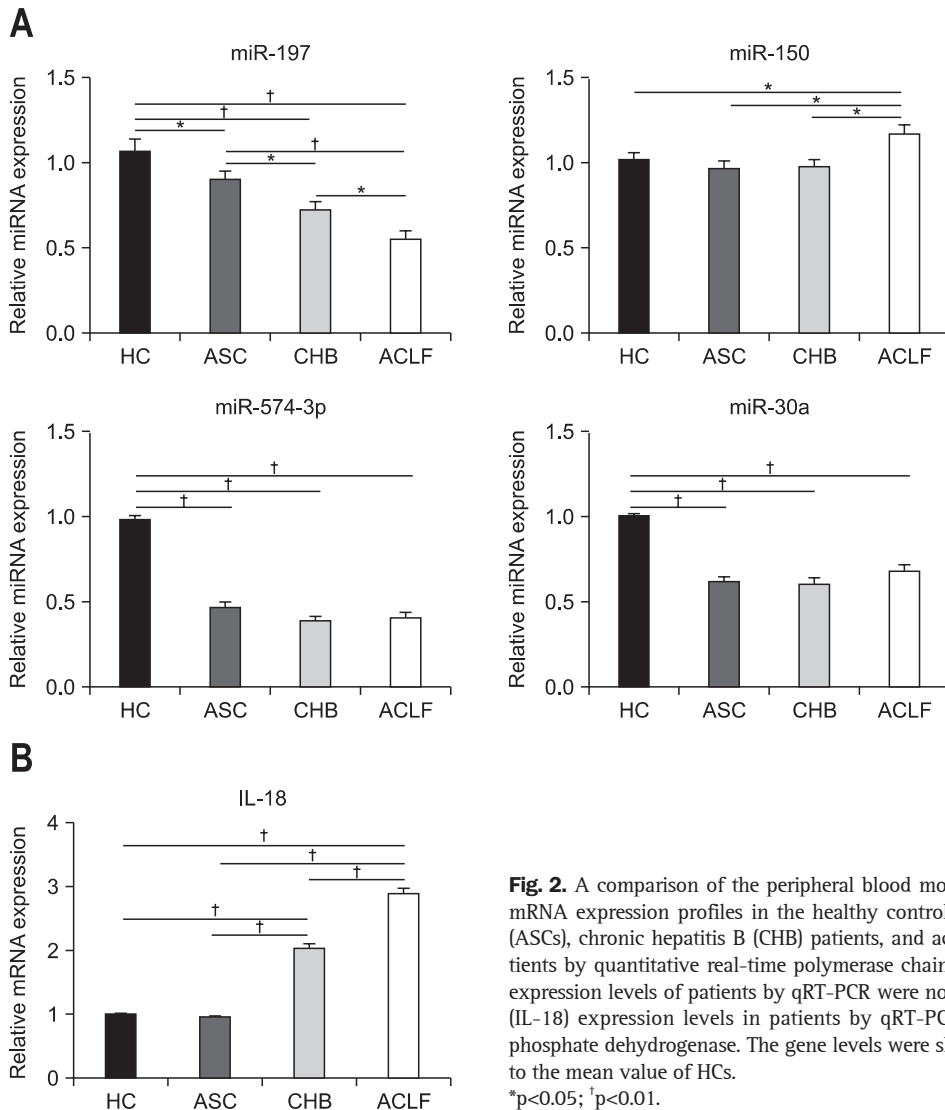 A
miR-197
Relative miRNA expression
1.5
1.0
0.5
0.0
†
†
*
†
*
*
HC ASC CHB ACLF
miR-150
Relative miRNA expression
1.5
1.0
0.5
0.0
*
*
*
HC ASC CHB ACLF
miR-574-3p
Relative miRNA expression
1.5
1.0
0.5
0.0
†
†
†
HC ASC CHB ACLF
miR-30a
Relative miRNA expression
1.5
1.0
0.5
0.0
†
†
†
HC ASC CHB ACLF
B
IL-18
Relative mRNA expression
4
3
2
1
0
†
†
†
†
†
HC ASC CHB ACLF
Fig. 2. A comparison of the peripheral blood mo
mRNA expression profiles in the healthy control
(ASCs), chronic hepatitis B (CHB) patients, and ac
tients by quantitative real-time polymerase chain
expression levels of patients by qRT-PCR were no
(IL-18) expression levels in patients by qRT-PC
phosphate dehydrogenase. The gene levels were s
to the mean value of HCs.
*p<0.05; †p<0.01.